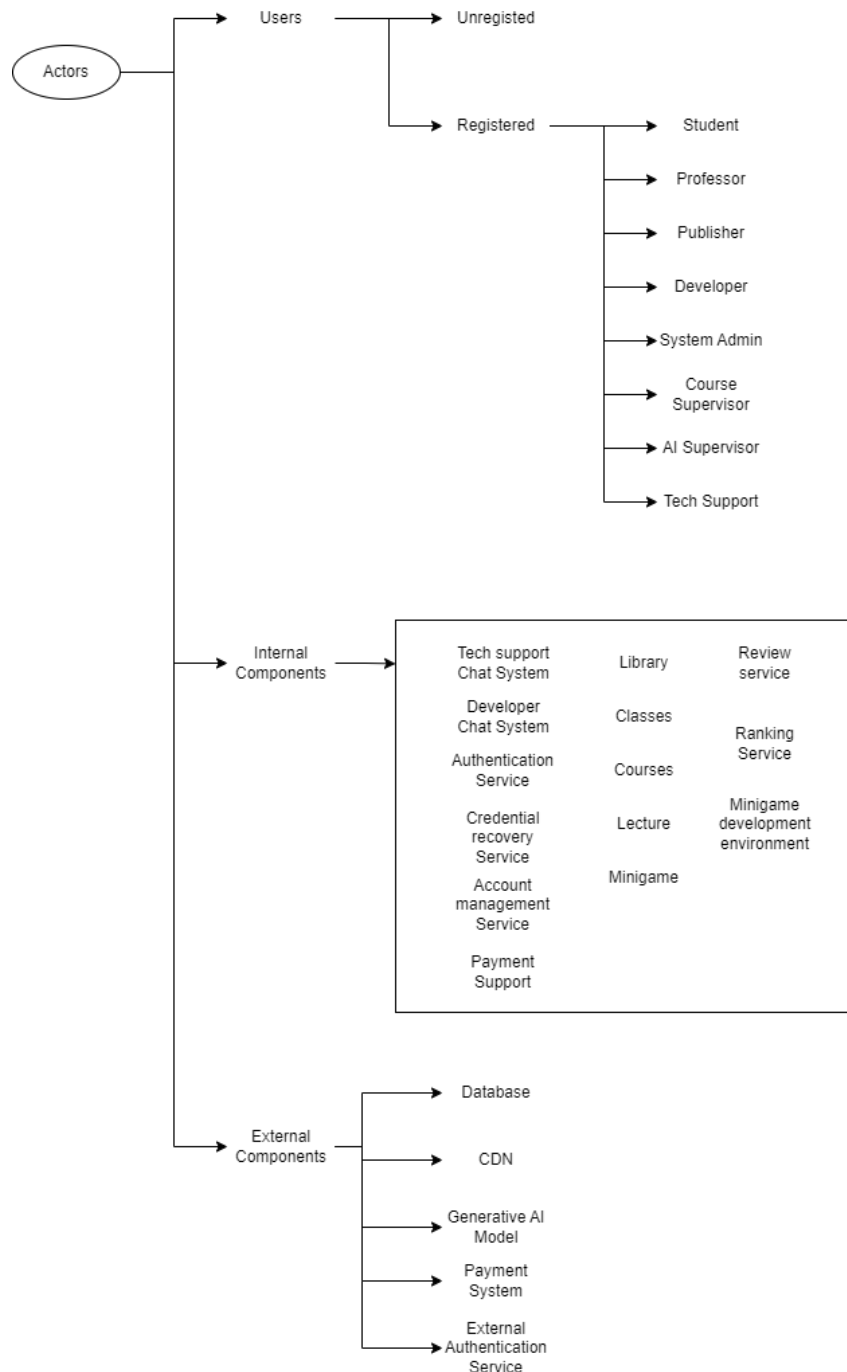 Users
Unregisted
Actors
Registered
Student
Professor
Publisher
Developer
System Admin
Course
Supervisor
AI Supervisor
Tech Support
Internal
Components
Tech support
Chat System
Developer
Chat System
Authentication
Service
Credential
recovery
Service
Account
management
Service
Payment
Support
Library
Classes
Courses
Lecture
Minigame
Review
service
Ranking
Service
Minigame
development
environment
External
Components
Database
CDN
Generative AI
Model
Payment
System
External
Authentication
Service